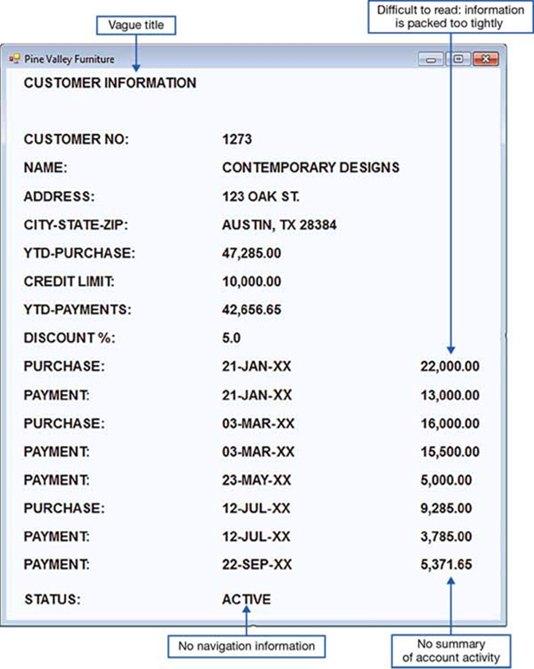 Vague title
Difficult to read: information
is packed too tightly
Pine Valley Furniture
CUSTOMER INFORMATION
CUSTOMER NO: 1273
NAME: CONTEMPORARY DESIGNS
ADDRESS: 123 OAK ST.
CITY-STATE-ZIP: AUSTIN, TX 28384
YTD-PURCHASE: 47,285.00
CREDIT LIMIT: 10,000.00
YTD-PAYMENTS: 42,656.65
DISCOUNT %: 5.0
PURCHASE: 21-JAN-XX 22,000.00
PAYMENT: 21-JAN-XX 13,000.00
PURCHASE: 03-MAR-XX 16,000.00
PAYMENT: 03-MAR-XX 15,500.00
PAYMENT: 23-MAY-XX 5,000.00
PURCHASE: 12-JUL-XX 9,285.00
PAYMENT: 12-JUL-XX 3,785.00
PAYMENT: 22-SEP-XX 5,371.65
STATUS: ACTIVE
No navigation information
No summary
of account activity